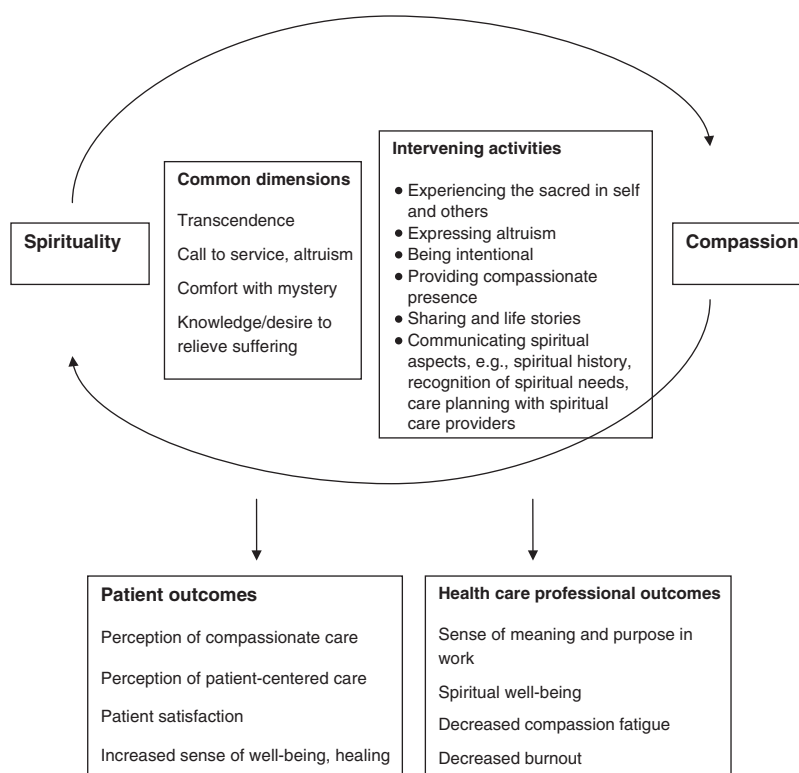 Spirituality
Common dimensions
Transcendence
Call to service, altruism
Comfort with mystery
Knowledge/desire to
relieve suffering
Intervening activities
● Experiencing the sacred in self
and others
● Expressing altruism
● Being intentional
● Providing compassionate
presence
● Sharing and life stories
● Communicating spiritual
aspects, e.g., spiritual history,
recognition of spiritual needs,
care planning with spiritual
care providers
Compassion
Patient outcomes
Perception of compassionate care
Perception of patient-centered care
Patient satisfaction
Increased sense of well-being, healing
Health care professional outcomes
Sense of meaning and purpose in
work
Spiritual well-being
Decreased compassion fatigue
Decreased burnout